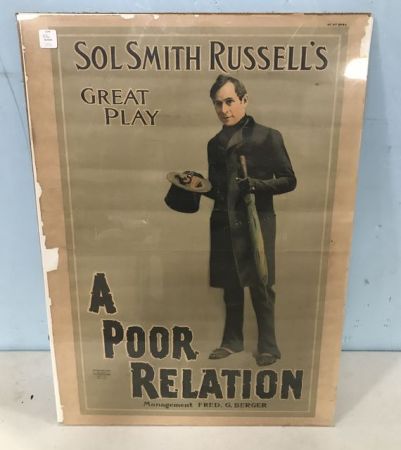 SOL SMITH RUSSELL'S
GREAT
PLAY
A
POOR
RELATION
Management FRED. G. BERGER